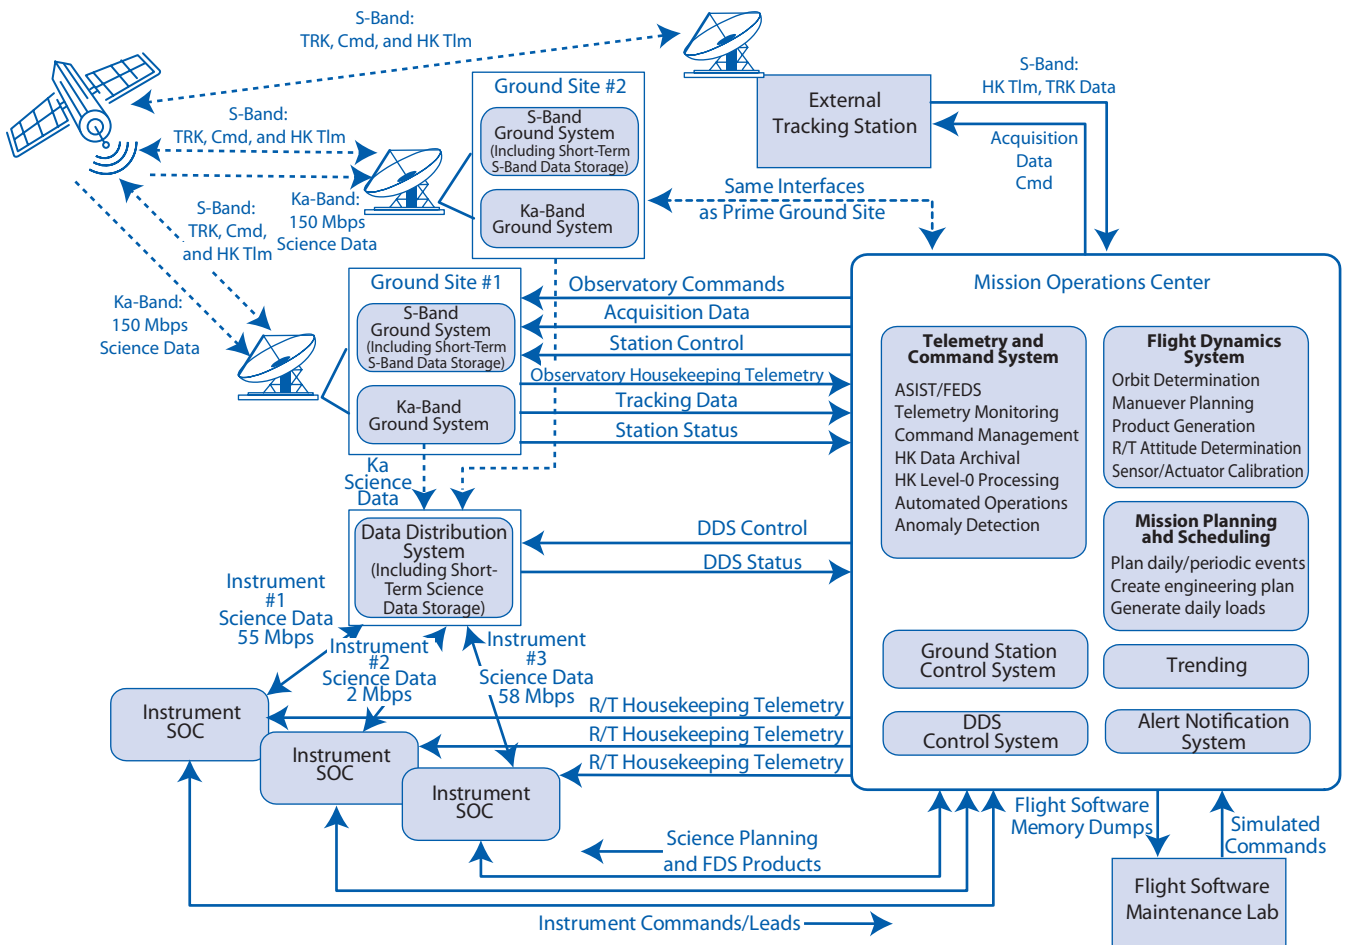 S-Band:
TRK, Cmd, and HK Tlm
S-Band:
TRK, Cmd, and HK Tlm
S-Band:
TRK, Cmd,
and HK Tlm
Ka-Band:
150 Mbps
Science Data
Ka-Band:
150 Mbps
Science Data
Ground Site #2
S-Band
Ground System
(Including Short-Term
S-Band Data Storage)
Ka-Band
Ground System
External
Tracking Station
S-Band:
HK Tlm, TRK Data
Acquisition
Data
Cmd
Same Interfaces
as Prime Ground Site
Ground Site #1
S-Band
Ground System
(Including Short-Term
S-Band Data Storage)
Ka-Band
Ground System
Observatory Commands
Acquisition Data
Station Control
Observatory Housekeeping Telemetry
Tracking Data
Station Status
Ka
Science
Data
Data Distribution
System
(Including Short-
Term Science
Data Storage)
DDS Control
DDS Status
Mission Operations Center
Telemetry and
Command System
ASIST/FEDS
Telemetry Monitoring
Command Management
HK Data Archival
HK Level-0 Processing
Automated Operations
Anomaly Detection
Flight Dynamics
System
Orbit Determination
Manuever Planning
Product Generation
R/T Attitude Determination
Sensor/Actuator Calibration
Mission Planning
ahd Scheduling
Plan daily/periodic events
Create engineering plan
Generate daily loads
Ground Station
Control System
Trending
DDS
Control System
Alert Notification
System
Instrument
#1
Science Data
55 Mbps
Instrument
#2
Science Data
2 Mbps
Instrument
#3
Science Data
58 Mbps
Instrument
SOC
Instrument
SOC
Instrument
SOC
R/T Housekeeping Telemetry
R/T Housekeeping Telemetry
R/T Housekeeping Telemetry
Science Planning
and FDS Products
Instrument Commands/Leads
Flight Software
Memory Dumps
Simulated
Commands
Flight Software
Maintenance Lab